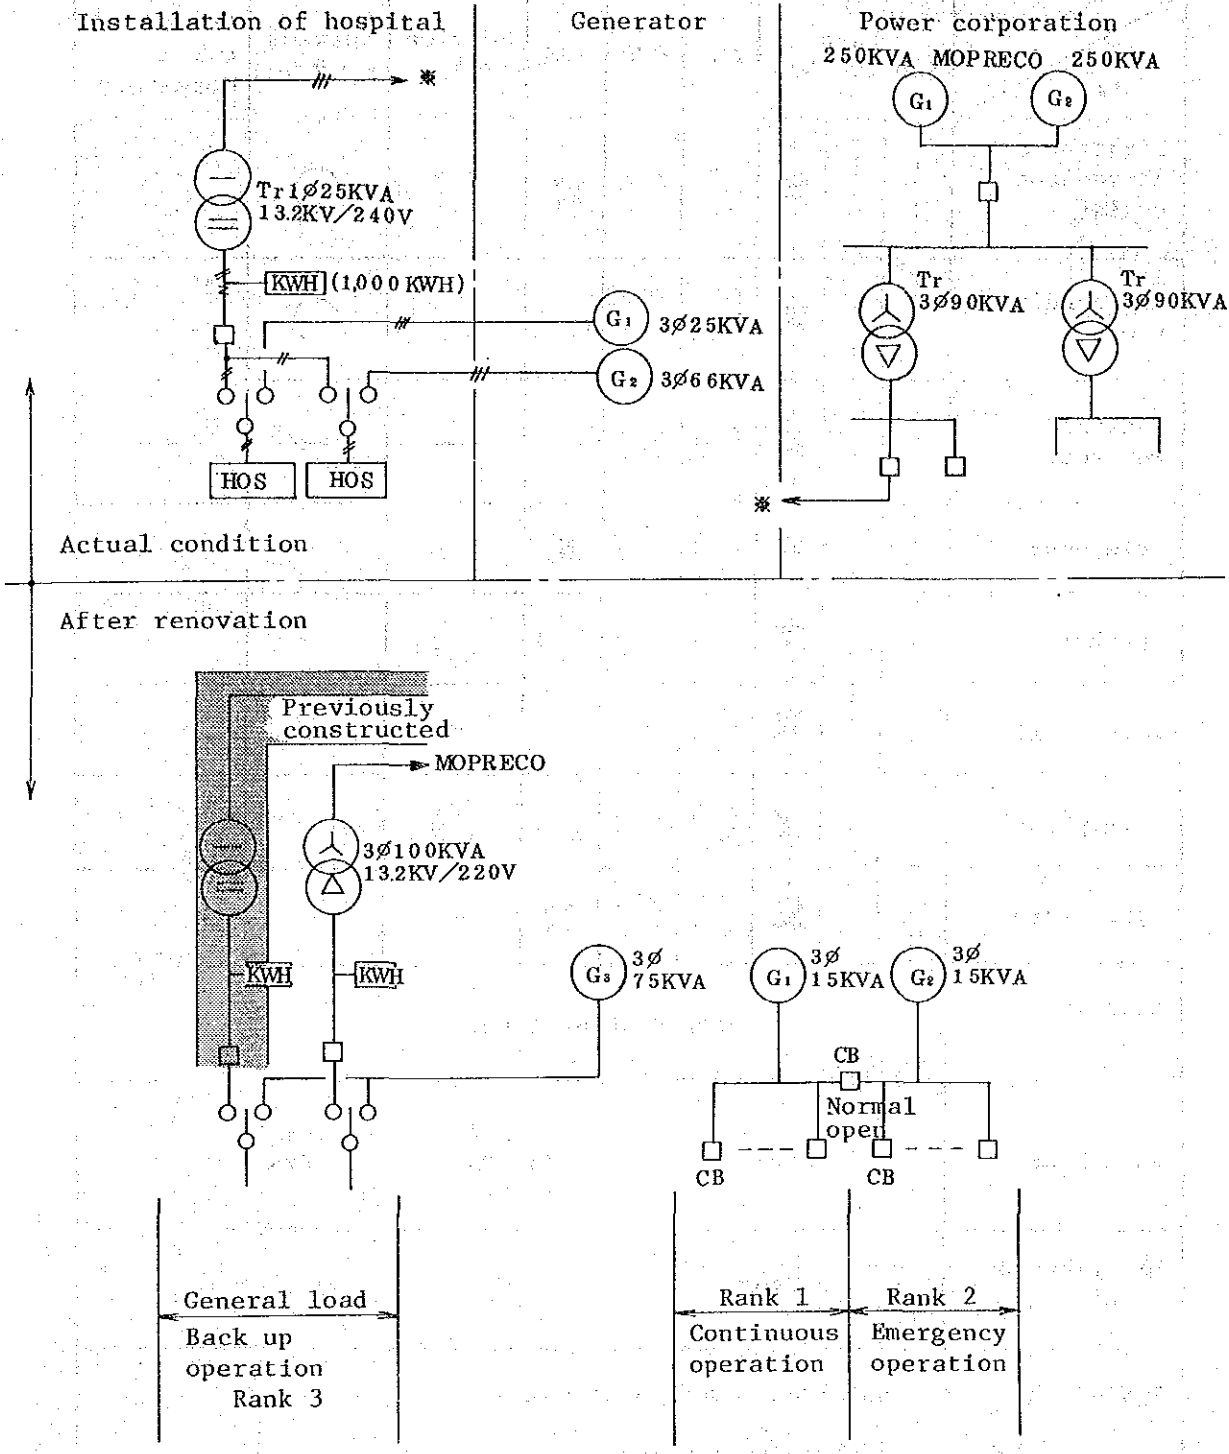 Installation of hospital
Generator
Power corporation
250KVA MOPRECO 250KVA
※
G1
G2
Tr 1Ø25KVA
13.2KV/240V
KWH (1,000 KWH)
Tr
3Ø90KVA
Tr
3Ø90KVA
G1 3Ø25KVA
G2 3Ø66KVA
HOS
HOS
※
Actual condition
After renovation
Previously
constructed
MOPRECO
3Ø100KVA
13.2KV/220V
KWH
KWH
G3 3Ø
75KVA
G1 3Ø
15KVA
G2 3Ø
15KVA
CB
Normal
open
CB
CB
General load
Back up
operation
Rank 3
Rank 1
Continuous
operation
Rank 2
Emergency
operation